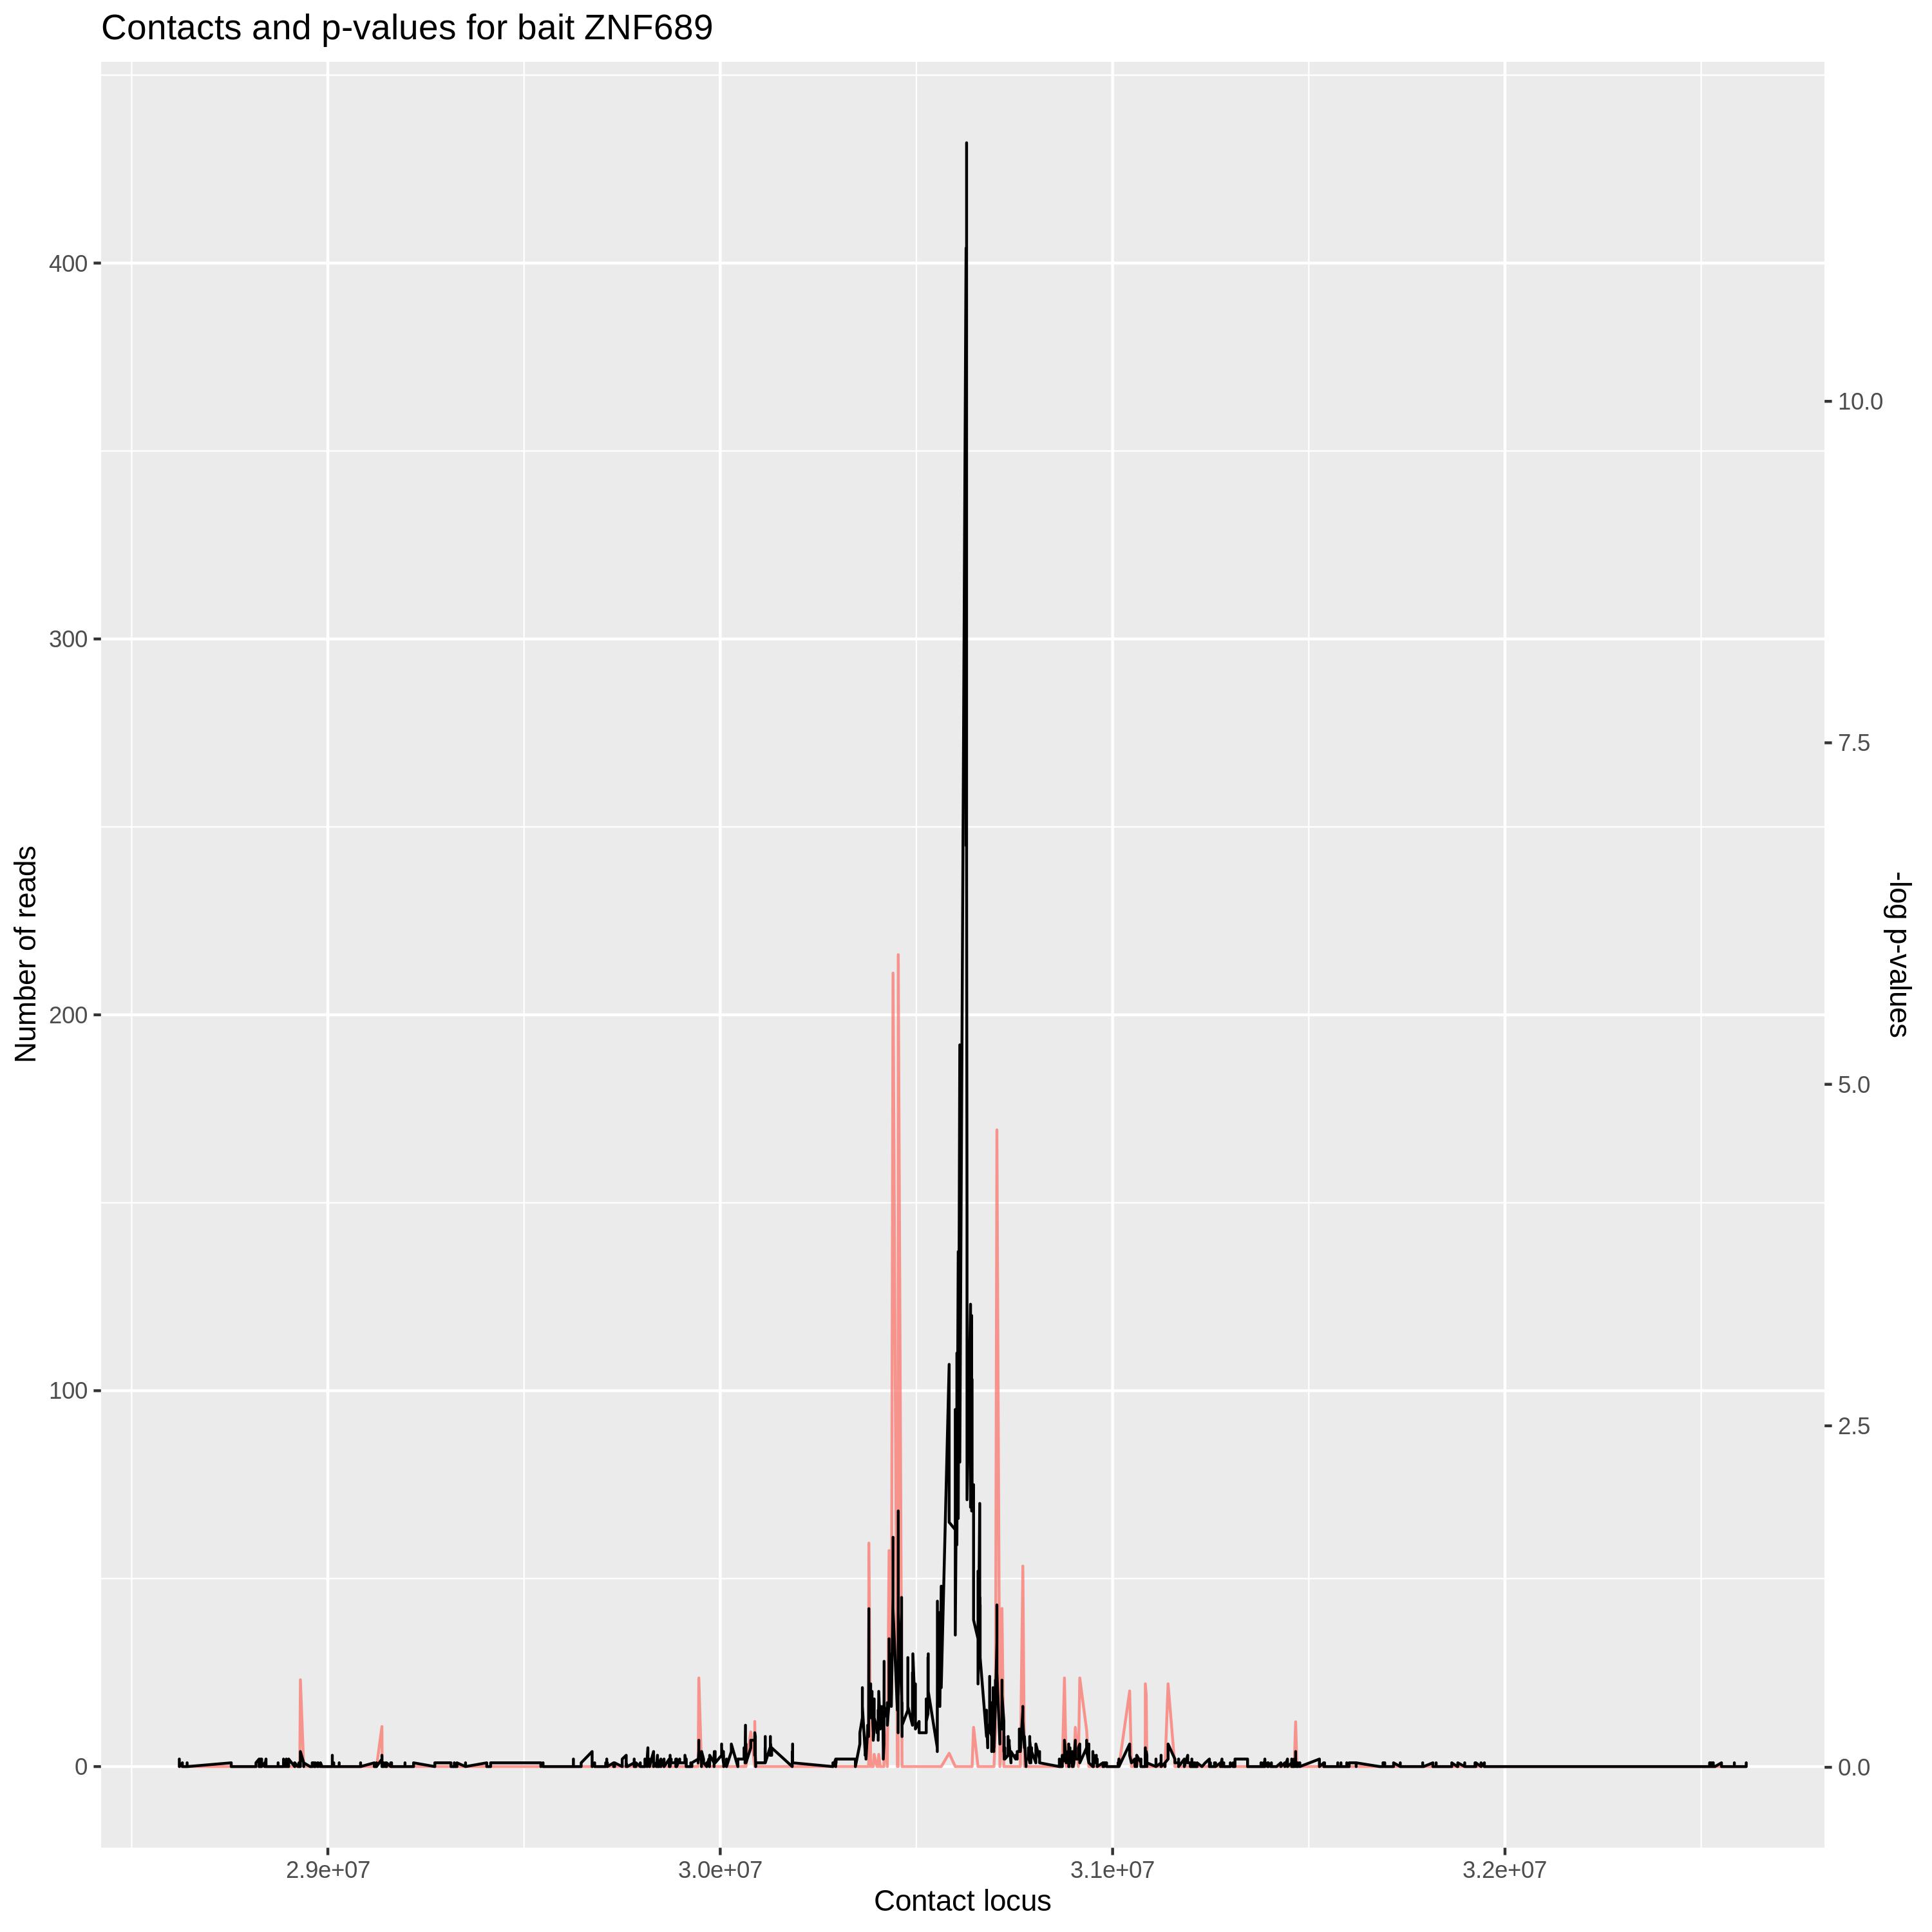 Contacts and p-values for bait ZNF689
Number of reads
400
300
200
100
0
10.0
7.5
5.0
2.5
0.0
-log p-values
2.9e+07
3.0e+07
3.1e+07
3.2e+07
Contact locus